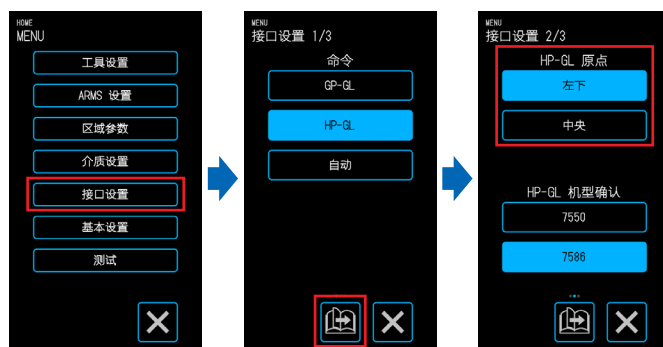 HOME
MENU
工具设置
ARMS 设置
区域参数
介质设置
接口设置
基本设置
测试
MENU
接口设置 1/3
命令
GP-GL
HP-GL
自动
MENU
接口设置 2/3
HP-GL 原点
左下
中央
HP-GL 机型确认
7550
7586